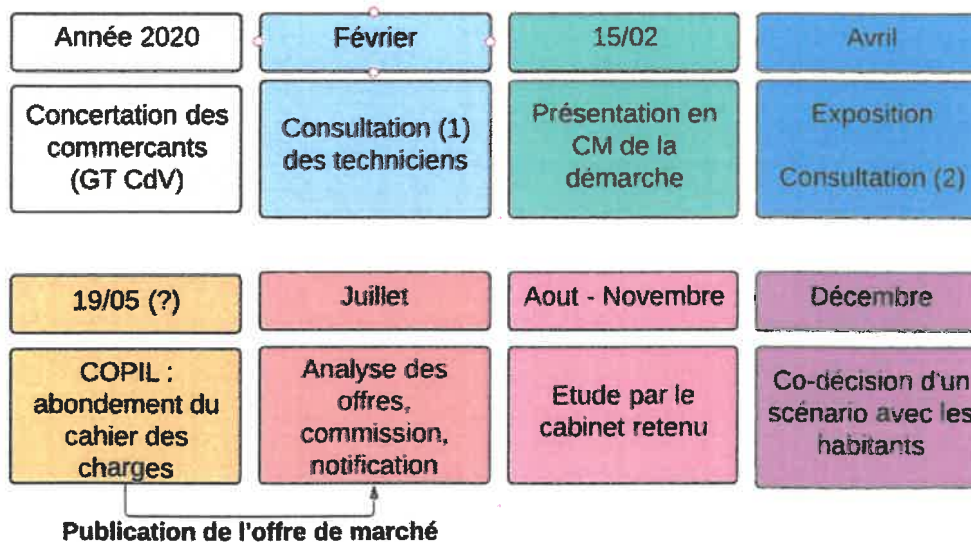 Année 2020
Février
15/02
Avril
Concertation des
commercants
(GT CdV)
Consultation (1)
des techniciens
Présentation en
CM de la
démarche
Exposition
Consultation (2)
19/05 (?)
Juillet
Aout - Novembre
Décembre
COPIL :
abondement du
cahier des
charges
Analyse des
offres,
commission,
notification
Etude par le
cabinet retenu
Co-décision d'un
scénario avec les
habitants
Publication de l'offre de marché